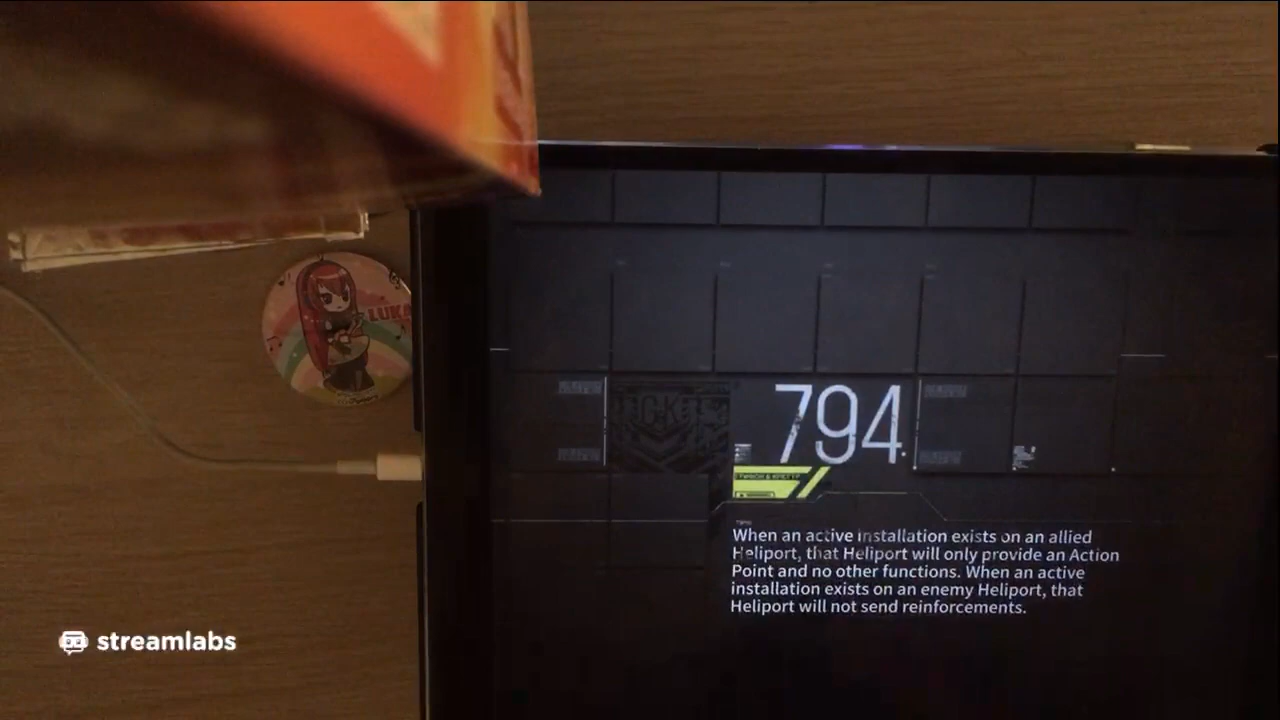 LUKA
G&K
794.
When an active installation exists on an allied
Heliport, that Heliport will only provide an Action
Point and no other functions. When an active
installation exists on an enemy Heliport, that
Heliport will not send reinforcements.
streamlabs